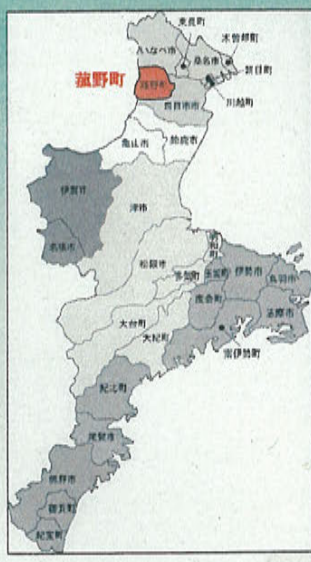 東員町
木曽岬町
いなべ市
桑名市
朝日町
菰野町
菰野町
川越町
四日市市
亀山市
鈴鹿市
伊賀市
津市
名張市
松阪市
明和町
多気町
玉城町
伊勢市
鳥羽市
度会町
志摩市
大台町
大紀町
南伊勢町
紀北町
尾鷲市
熊野市
御浜町
紀宝町